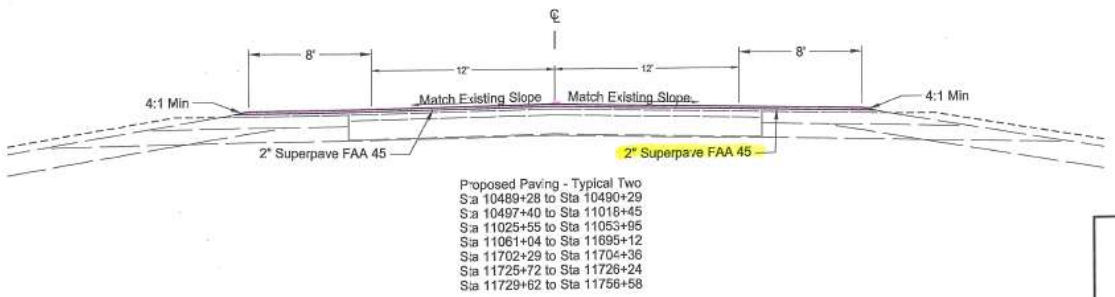 ℄
8'
8'
12'
12'
4:1 Min
Match Existing Slope
Match Existing Slope
4:1 Min
2" Superpave FAA 45
2" Superpave FAA 45
Proposed Paving - Typical Two
Sta 10489+28 to Sta 10490+29
Sta 10497+40 to Sta 11018+45
Sta 11025+55 to Sta 11053+95
Sta 11061+04 to Sta 11695+12
Sta 11702+29 to Sta 11704+36
Sta 11725+72 to Sta 11726+24
Sta 11729+62 to Sta 11756+58